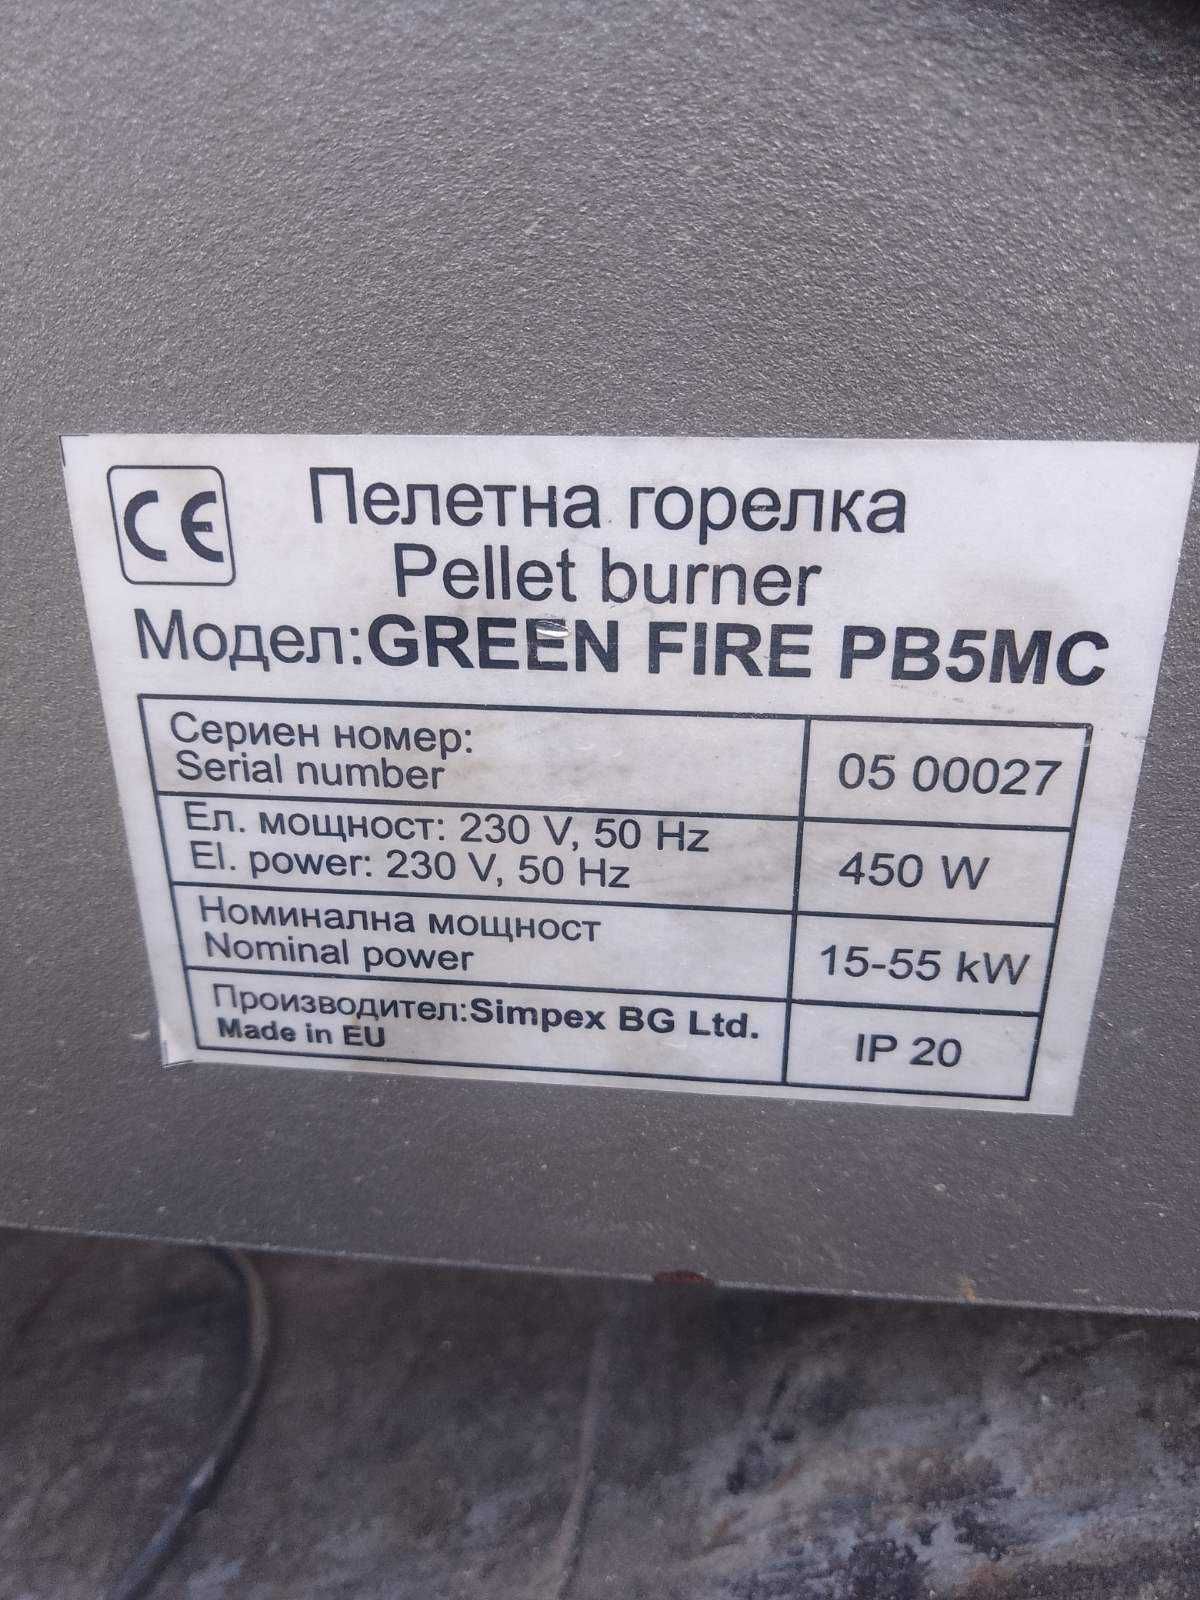 CE
Пелетна горелка
Pellet burner
Модел:GREEN FIRE PB5MC
Сериен номер:
Serial number
05 00027
Ел. мощност: 230 V, 50 Hz
El. power: 230 V, 50 Hz
450 W
Номинална мощност
Nominal power
15-55 kW
Производител:Simpex BG Ltd.
Made in EU
IP 20